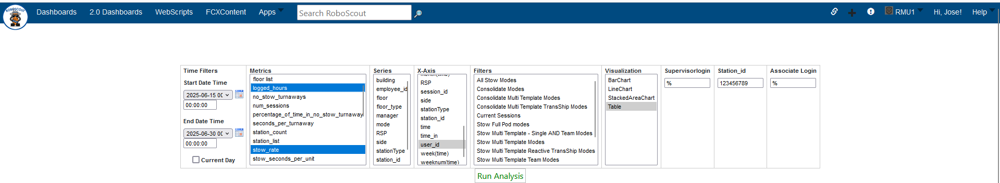 ROBOSCOUT
Dashboards 2.0 Dashboards WebScripts FCXContent Apps Search RoboScout RMU1 Hi, Jose! Help
Time Filters
Start Date Time
2025-06-15 00
00:00:00
End Date Time
2025-06-30 00
00:00:00
Current Day
Metrics
floor list
logged_hours
no_stow_turnaways
num_sessions
percentage_of_time_in_no_stow_turnaway
seconds_per_turnaway
station_count
station_list
stow_rate
stow_seconds_per_unit
Series
building
employee_id
floor
floor_type
manager
mode
RSP
side
stationType
station_id
X-Axis
month(time)
RSP
session_id
side
stationType
station_id
time
time_in
user_id
week(time)
weeknum(time)
Filters
All Stow Modes
Consolidate Modes
Consolidate Multi Template Modes
Consolidate Multi Template TransShip Modes
Current Sessions
Stow Full Pod modes
Stow Multi Template - Single AND Team Modes
Stow Multi Template Modes
Stow Multi Template Reactive TransShip Modes
Stow Multi Template Team Modes
Visualization
BarChart
LineChart
StackedAreaChart
Table
Supervisorlogin
%
Station_id
123456789
Associate Login
%
Run Analysis